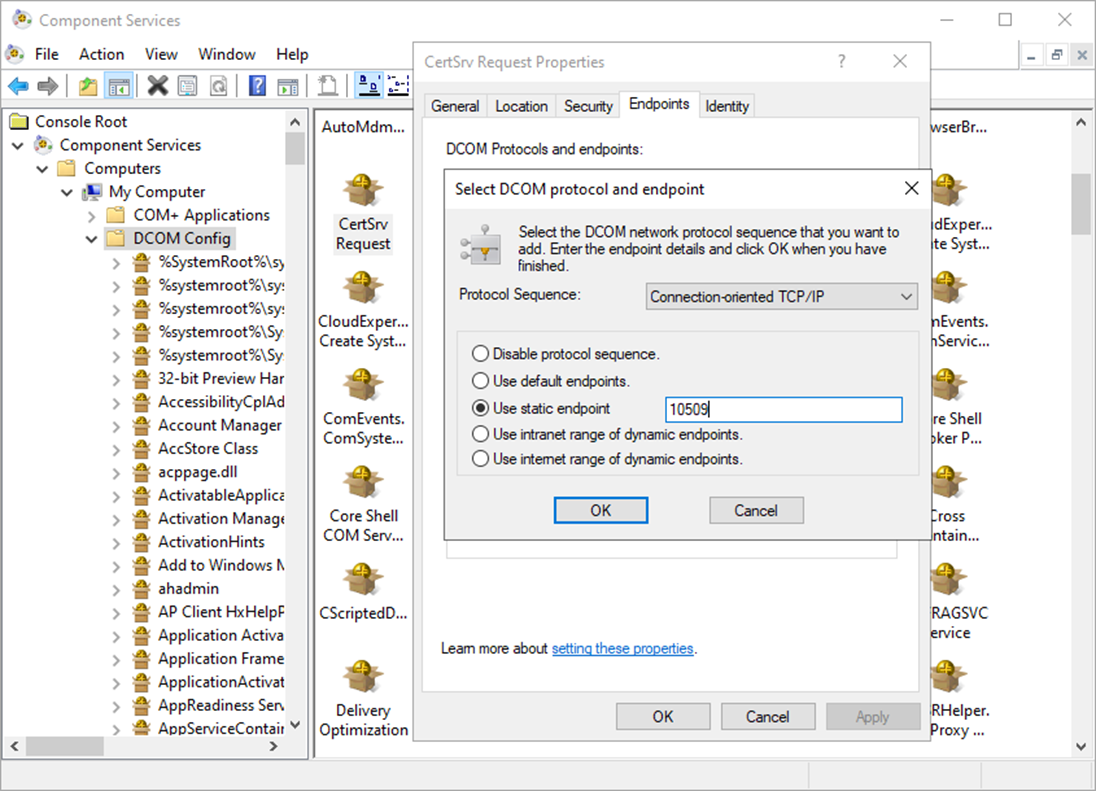 Component Services
File Action View Window Help
Console Root
Component Services
Computers
My Computer
COM+ Applications
DCOM Config
%SystemRoot%\sy
%systemroot%\sy
%systemroot%\sy
%systemroot%\Sy
%systemroot%\Sy
32-bit Preview Har
AccessibilityCplAd
Account Manager
AccStore Class
acppage.dll
ActivatableApplica
Activation Manage
ActivationHints
Add to Windows M
ahadmin
AP Client HxHelpP
Application Activa
Application Frame
ApplicationActivat
AppReadiness Serv
AppServiceContain
AutoMdm...
CertSrv
Request
CloudExper...
Create Syst...
ComEvents.
ComSyste...
Core Shell
COM Serv...
CScriptedD...
Delivery
Optimization
CertSrv Request Properties
?
General Location Security Endpoints Identity
DCOM Protocols and endpoints:
Select DCOM protocol and endpoint
Select the DCOM network protocol sequence that you want to
add. Enter the endpoint details and click OK when you have
finished.
Protocol Sequence:
Connection-oriented TCP/IP
Disable protocol sequence.
Use default endpoints.
Use static endpoint
10509
Use intranet range of dynamic endpoints.
Use internet range of dynamic endpoints.
OK Cancel
Learn more about setting these properties.
OK Cancel Apply
wserBr...
dExper...
te Syst...
mEvents.
nServic...
re Shell
oker P...
Cross
ntain...
RAGSVC
ervice
RHelper.
Proxy ...